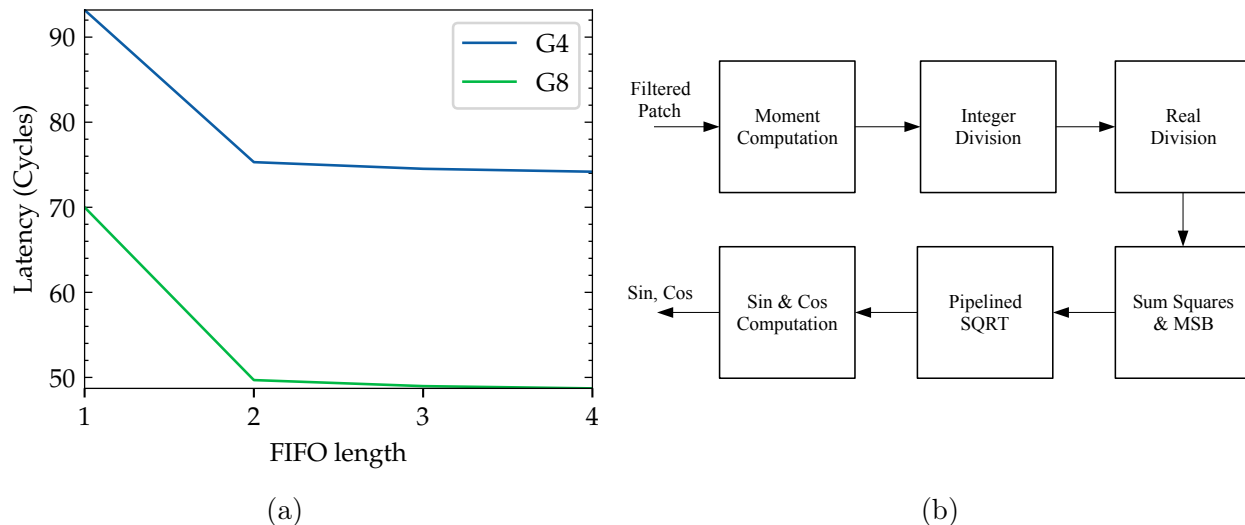 90
80
70
60
50
Latency (Cycles)
G4
G8
1
2
3
4
FIFO length
(a)
Filtered
Patch
Moment
Computation
Integer
Division
Real
Division
Sin, Cos
Sin & Cos
Computation
Pipelined
SQRT
Sum Squares
& MSB
(b)